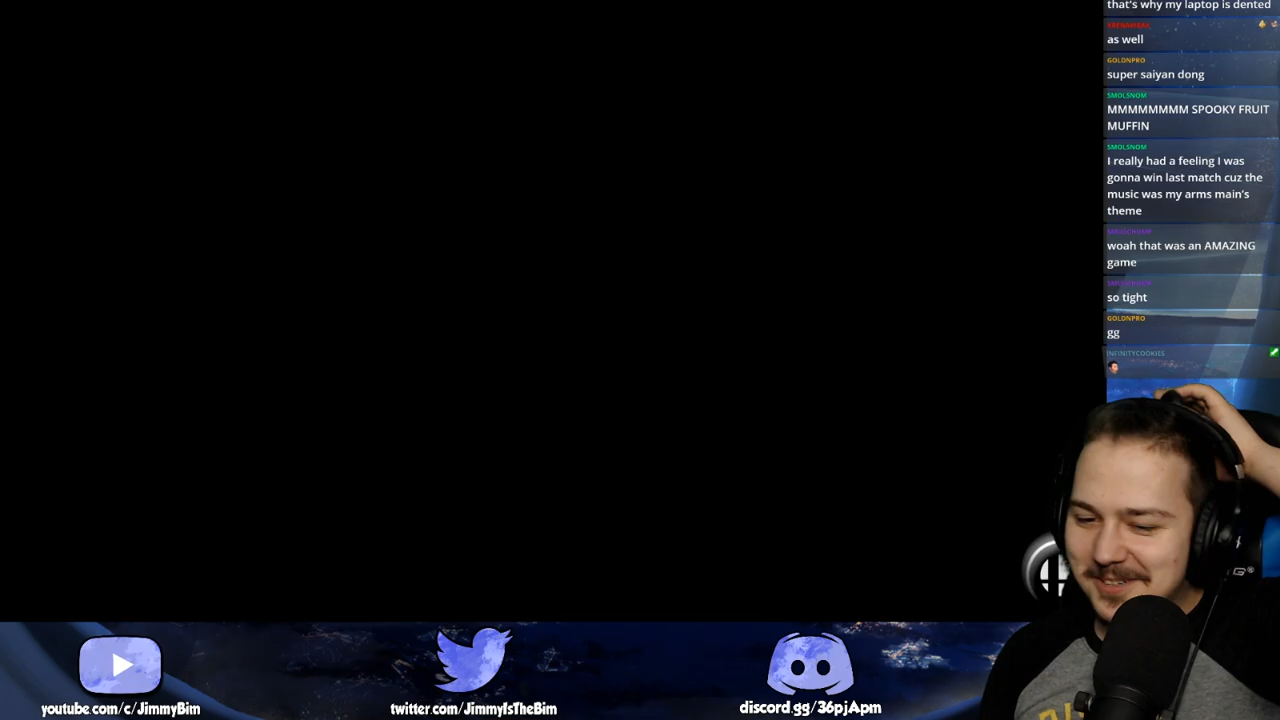 that's why my laptop is dented
as well
GOLDNPRO
super saiyan dong
SMOLSNOM
MMMMMMMM SPOOKY FRUIT
MUFFIN
SMOLSNOM
I really had a feeling I was
gonna win last match cuz the
music was my arms main's
theme
woah that was an AMAZING
game
so tight
GOLDNPRO
gg
INFINITYCOOKIES
youtube.com/c/JimmyBim
twitter.com/JimmyIsTheBim
discord.gg/36pjApm